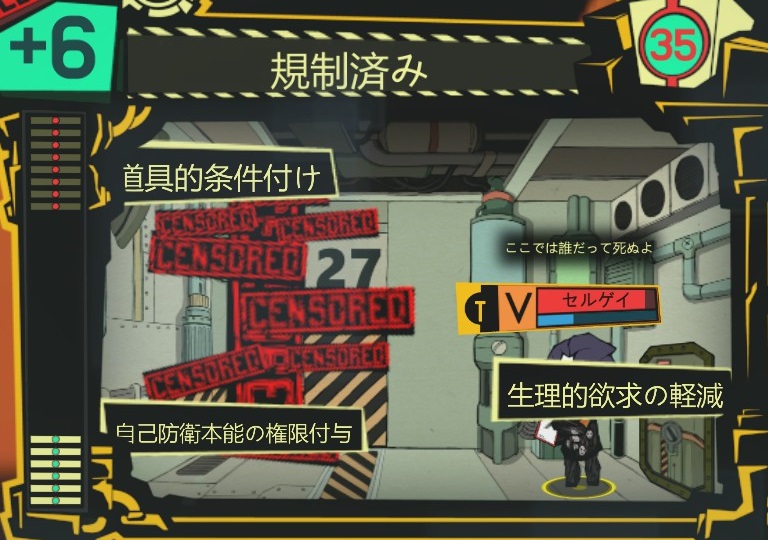 +6
規制済み
35
道具的条件付け
CENSORED
CENSORED
CENSORED
27
ここでは誰だって死ぬよ
CENSORED
V
セルゲイ
CENSORED
CENSORED
生理的欲求の軽減
自己防衛本能の権限付与